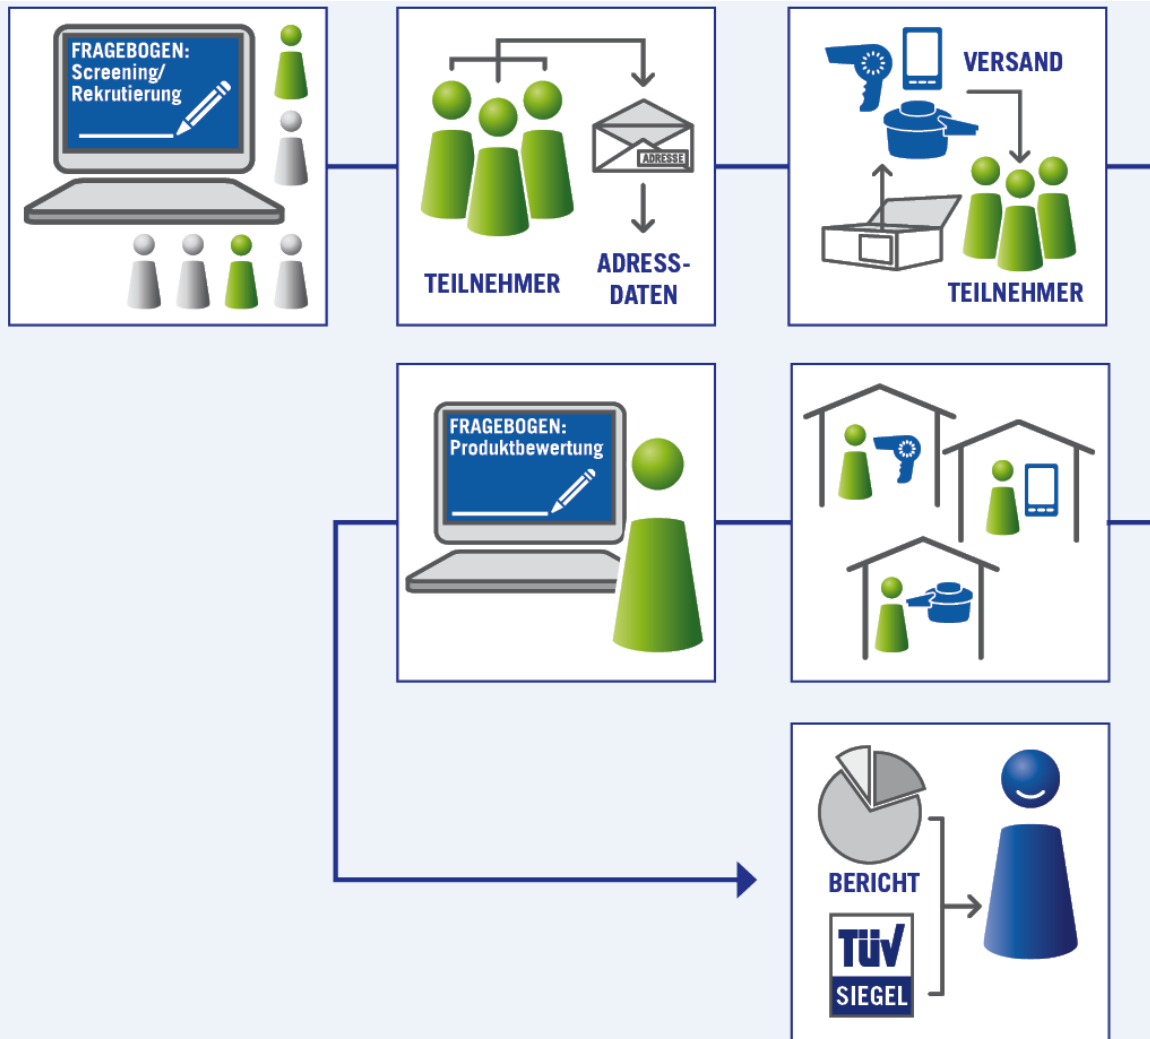 FRAGEBOGEN:
Screening/
Rekrutierung
ADRESSE
TEILNEHMER
ADRESS-
DATEN
VERSAND
TEILNEHMER
FRAGEBOGEN:
Produktbewertung
BERICHT
TÜV
SIEGEL